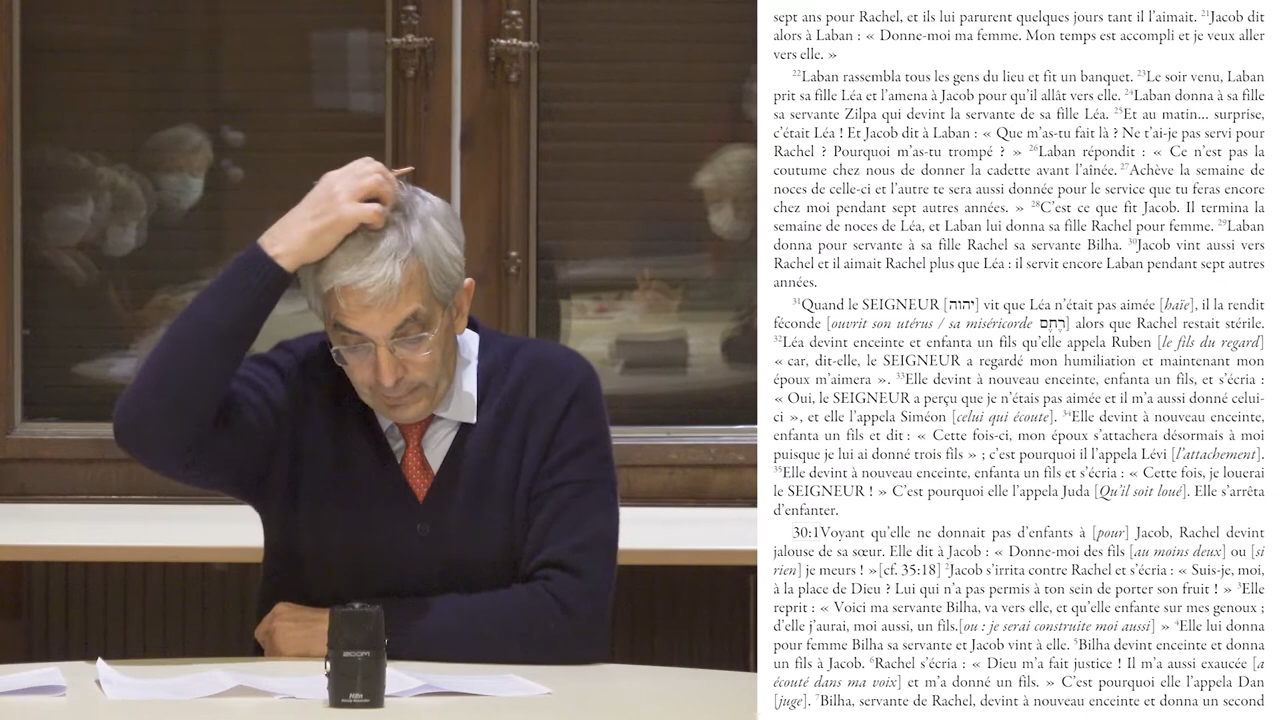 sept ans pour Rachel, et ils lui parurent quelques jours tant il l'aimait. 21Jacob dit
alors à Laban : « Donne-moi ma femme. Mon temps est accompli et je veux aller
vers elle. »
22Laban rassembla tous les gens du lieu et fit un banquet. 23Le soir venu, Laban
prit sa fille Léa et l'amena à Jacob pour qu'il allât vers elle. 24Laban donna à sa fille
sa servante Zilpa qui devint la servante de sa fille Léa. 25Et au matin... surprise,
c'était Léa ! Et Jacob dit à Laban : « Que m'as-tu fait là ? Ne t'ai-je pas servi pour
Rachel ? Pourquoi m'as-tu trompé ? » 26Laban répondit : « Ce n'est pas la
coutume chez nous de donner la cadette avant l'aînée. 27Achève la semaine de
noces de celle-ci et l'autre te sera aussi donnée pour le service que tu feras encore
chez moi pendant sept autres années. » 28C'est ce que fit Jacob. Il termina la
semaine de noces de Léa, et Laban lui donna sa fille Rachel pour femme. 29Laban
donna pour servante à sa fille Rachel sa servante Bilha. 30Jacob vint aussi vers
Rachel et il aimait Rachel plus que Léa : il servit encore Laban pendant sept autres
années.
31Quand le SEIGNEUR [יהוה] vit que Léa n'était pas aimée [haïe], il la rendit
féconde [ouvrit son utérus / sa miséricorde רֶחֶם] alors que Rachel restait stérile.
32Léa devint enceinte et enfanta un fils qu'elle appela Ruben [le fils du regard]
« car, dit-elle, le SEIGNEUR a regardé mon humiliation et maintenant mon
époux m'aimera ». 33Elle devint à nouveau enceinte, enfanta un fils, et s'écria :
« Oui, le SEIGNEUR a perçu que je n'étais pas aimée et il m'a aussi donné celui-
ci », et elle l'appela Siméon [celui qui écoute]. 34Elle devint à nouveau enceinte,
enfanta un fils et dit : « Cette fois-ci, mon époux s'attachera désormais à moi
puisque je lui ai donné trois fils » ; c'est pourquoi il l'appela Lévi [l'attachement].
35Elle devint à nouveau enceinte, enfanta un fils et s'écria : « Cette fois, je louerai
le SEIGNEUR ! » C'est pourquoi elle l'appela Juda [Qu'il soit loué]. Elle s'arrêta
d'enfanter.
30:1Voyant qu'elle ne donnait pas d'enfants à [pour] Jacob, Rachel devint
jalouse de sa sœur. Elle dit à Jacob : « Donne-moi des fils [au moins deux] ou [si
rien] je meurs ! »[cf. 35:18] 2Jacob s'irrita contre Rachel et s'écria : « Suis-je, moi,
à la place de Dieu ? Lui qui n'a pas permis à ton sein de porter son fruit ! » 3Elle
reprit : « Voici ma servante Bilha, va vers elle, et qu'elle enfante sur mes genoux ;
d'elle j'aurai, moi aussi, un fils.[ou : je serai construite moi aussi] » 4Elle lui donna
pour femme Bilha sa servante et Jacob vint à elle. 5Bilha devint enceinte et donna
un fils à Jacob. 6Rachel s'écria : « Dieu m'a fait justice ! Il m'a aussi exaucée [a
écouté dans ma voix] et m'a donné un fils. » C'est pourquoi elle l'appela Dan
[juge]. 7Bilha, servante de Rachel, devint à nouveau enceinte et donna un second
ZOOM
H2n
Handy Recorder